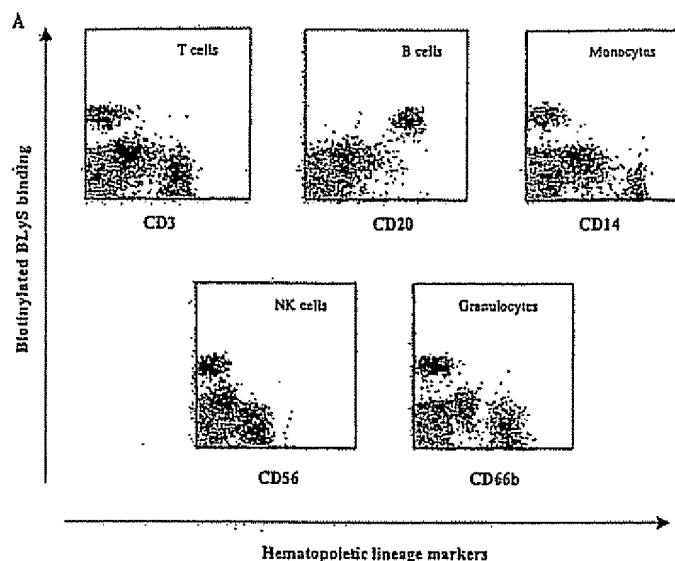 A
T cells
B cells
Monocytes
CD3
CD20
CD14
Biotinylated BLyS binding
NK cells
Granulocytes
CD56
CD66b
Hematopoietic lineage markers